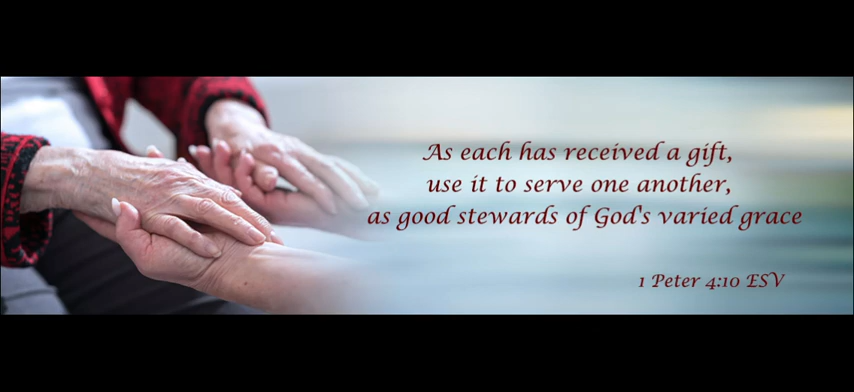 As each has received a gift,
use it to serve one another,
as good stewards of God's varied grace
1 Peter 4:10 ESV